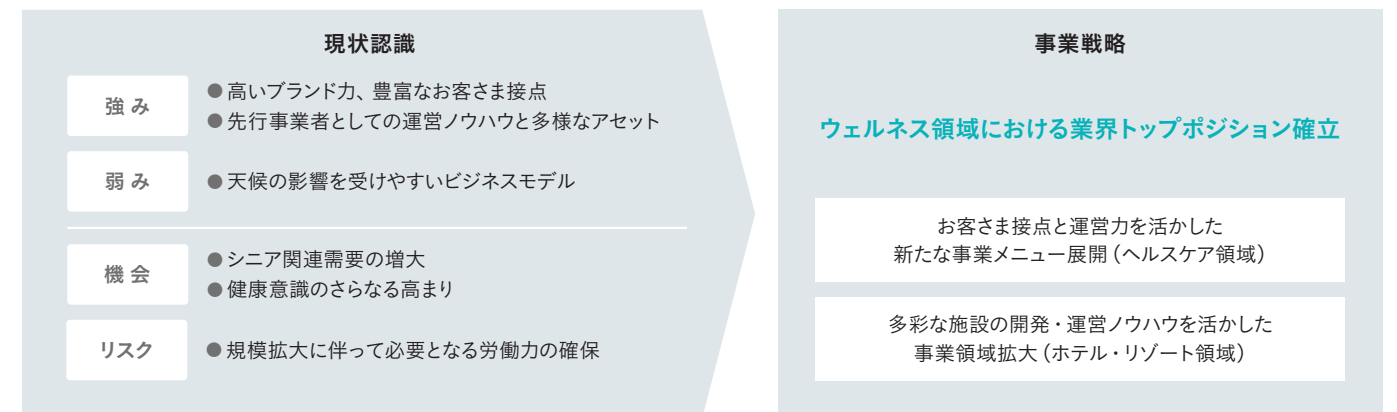 現状認識
強み
●高いブランド力、豊富なお客さま接点
●先行事業者としての運営ノウハウと多様なアセット
弱み
●天候の影響を受けやすいビジネスモデル
機会
●シニア関連需要の増大
●健康意識のさらなる高まり
リスク
●規模拡大に伴って必要となる労働力の確保
事業戦略
ウェルネス領域における業界トップポジション確立
お客さま接点と運営力を活かした
新たな事業メニュー展開（ヘルスケア領域）
多彩な施設の開発・運営ノウハウを活かした
事業領域拡大（ホテル・リゾート領域）